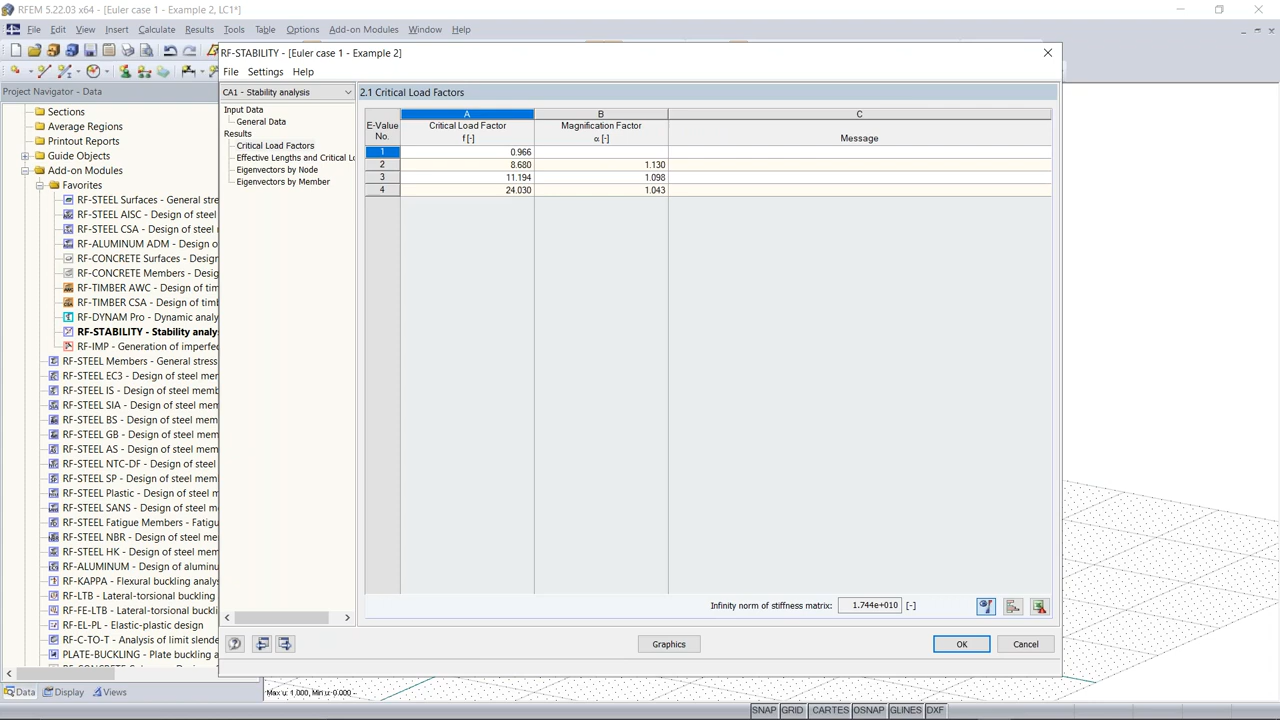 RFEM 5.22.03 x64 - [Euler case 1 - Example 2, LC1*]
File Edit View Insert Calculate Results Tools Table Options Add-on Modules Window Help
RF-STABILITY - [Euler case 1 - Example 2]
File Settings Help
Project Navigator - Data
CA1 - Stability analysis
2.1 Critical Load Factors
Sections
Average Regions
Printout Reports
Guide Objects
Add-on Modules
Favorites
RF-STEEL Surfaces - General stre
RF-STEEL AISC - Design of steel
RF-STEEL CSA - Design of steel
RF-ALUMINUM ADM - Design of
RF-CONCRETE Surfaces - Design
RF-CONCRETE Members - Desig
RF-TIMBER AWC - Design of tim
RF-TIMBER CSA - Design of timb
RF-DYNAM Pro - Dynamic analy
RF-STABILITY - Stability analy
RF-IMP - Generation of imperfec
RF-STEEL Members - General stress
RF-STEEL EC3 - Design of steel mem
RF-STEEL IS - Design of steel memb
RF-STEEL SIA - Design of steel mem
RF-STEEL BS - Design of steel mem
RF-STEEL GB - Design of steel mem
RF-STEEL AS - Design of steel mem
RF-STEEL NTC-DF - Design of steel
RF-STEEL SP - Design of steel mem
RF-STEEL Plastic - Design of steel m
RF-STEEL SANS - Design of steel me
RF-STEEL Fatigue Members - Fatigu
RF-STEEL NBR - Design of steel me
RF-STEEL HK - Design of steel mem
RF-ALUMINUM - Design of aluminu
RF-KAPPA - Flexural buckling analys
RF-LTB - Lateral-torsional buckling
RF-FE-LTB - Lateral-torsional buckli
RF-EL-PL - Elastic-plastic design
RF-C-TO-T - Analysis of limit slende
PLATE-BUCKLING - Plate buckling a
Data Display Views
Input Data
General Data
Results
Critical Load Factors
Effective Lengths and Critical Lo
Eigenvectors by Node
Eigenvectors by Member
A B C
E-Value No. Critical Load Factor f [-] Magnification Factor α [-] Message
1 0.966
2 8.680 1.130
3 11.194 1.098
4 24.030 1.043
Infinity norm of stiffness matrix: 1.744e+010 [-]
Graphics OK Cancel
Max u: 1.000, Min u: 0.000
SNAP GRID CARTES OSNAP GLINES DXF